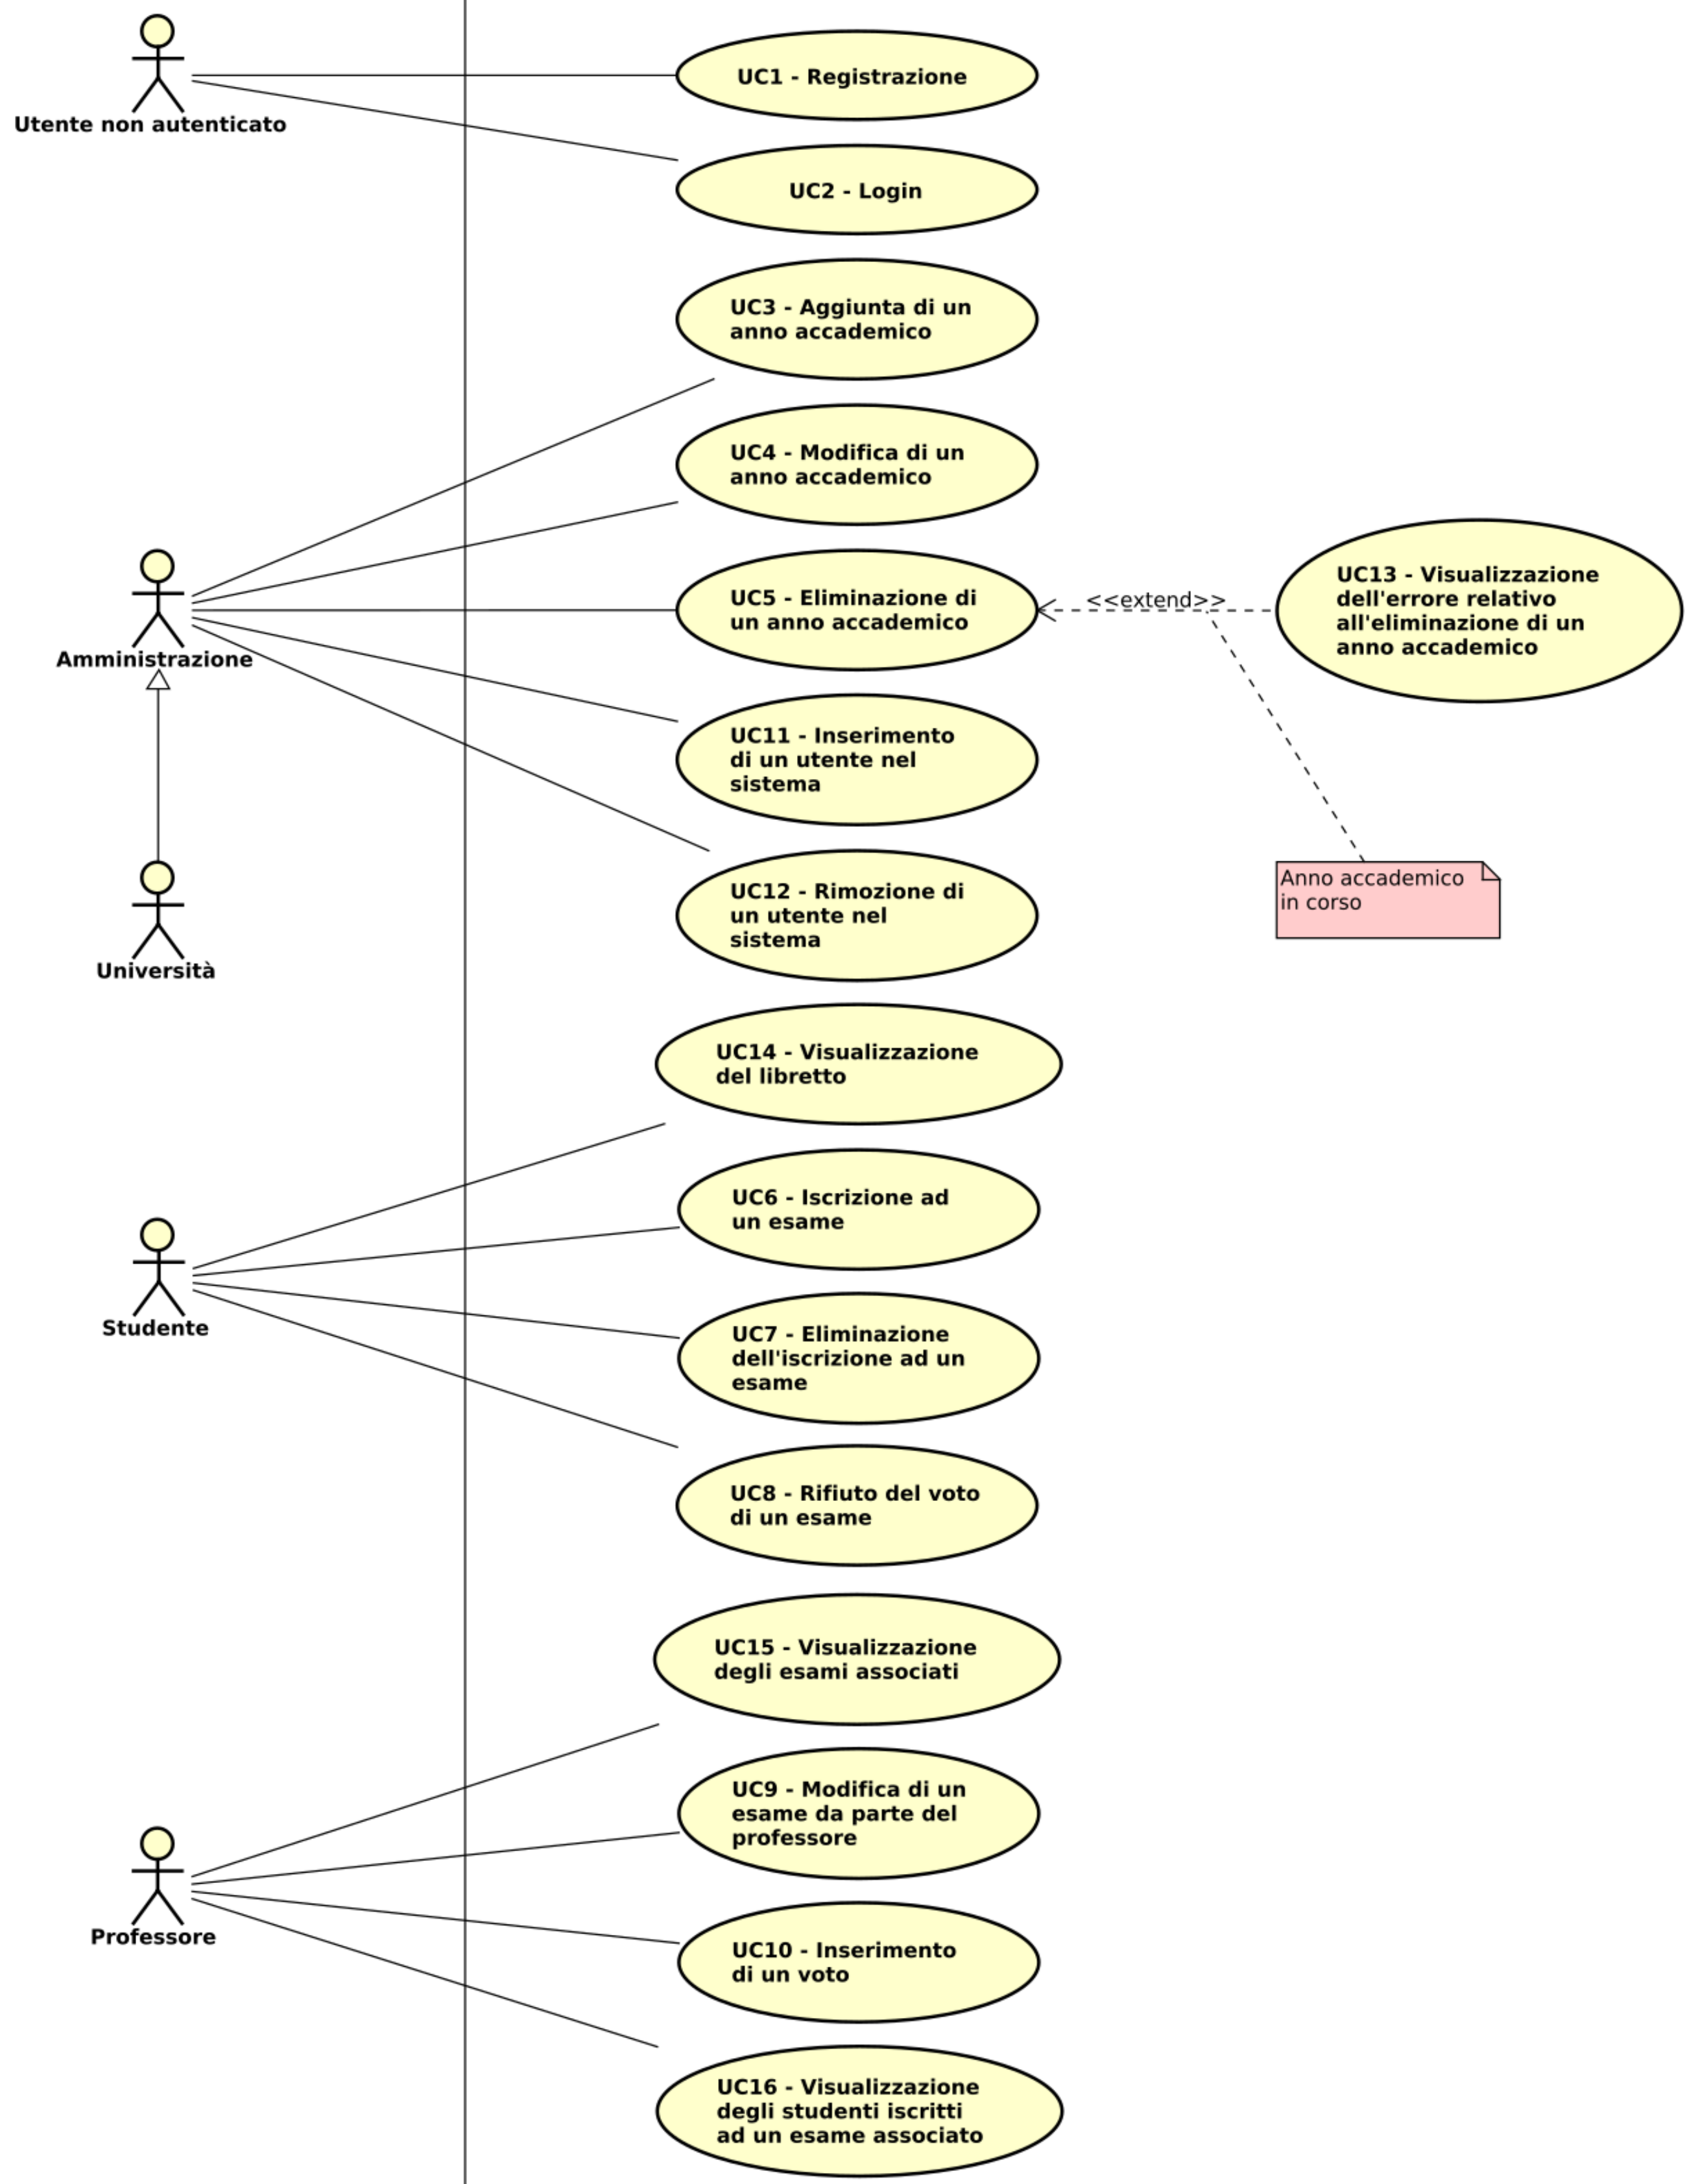 Utente non autenticato
UC1 - Registrazione
UC2 - Login
UC3 - Aggiunta di un
anno accademico
UC4 - Modifica di un
anno accademico
Amministrazione
UC5 - Eliminazione di
un anno accademico
<<extend>>
UC13 - Visualizzazione
dell'errore relativo
all'eliminazione di un
anno accademico
UC11 - Inserimento
di un utente nel
sistema
Anno accademico
in corso
UC12 - Rimozione di
un utente nel
sistema
Università
UC14 - Visualizzazione
del libretto
UC6 - Iscrizione ad
un esame
Studente
UC7 - Eliminazione
dell'iscrizione ad un
esame
UC8 - Rifiuto del voto
di un esame
UC15 - Visualizzazione
degli esami associati
UC9 - Modifica di un
esame da parte del
professore
Professore
UC10 - Inserimento
di un voto
UC16 - Visualizzazione
degli studenti iscritti
ad un esame associato